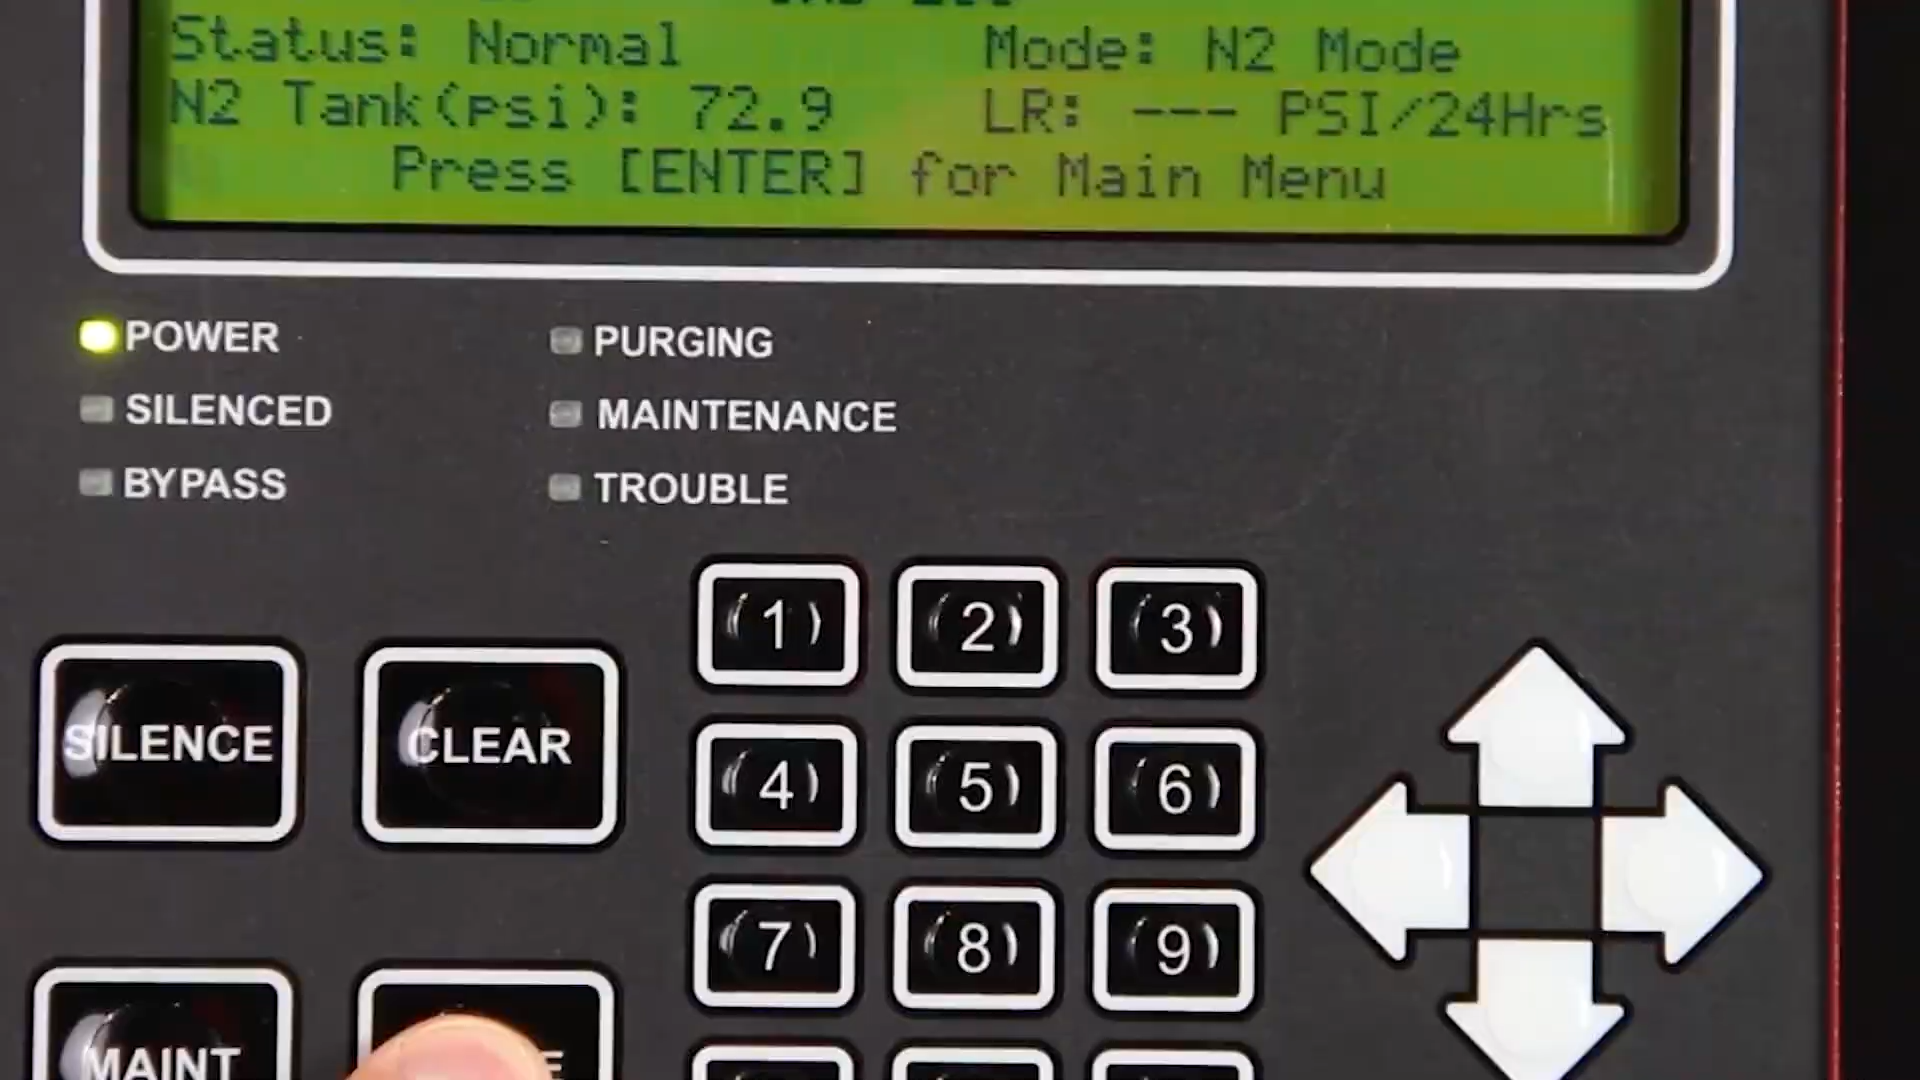 Status: Normal Mode: N2 Mode
N2 Tank(psi): 72.9 LR: --- PSI/24Hrs
Press [ENTER] for Main Menu
POWER PURGING
SILENCED MAINTENANCE
BYPASS TROUBLE
1 2 3
SILENCE CLEAR
4 5 6
7 8 9
MAINT